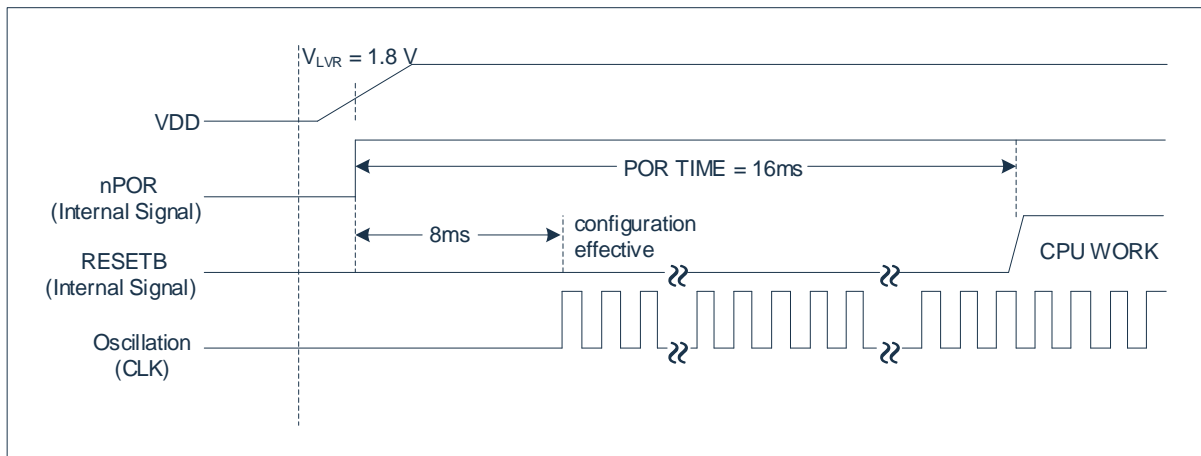 V_LVR = 1.8 V
VDD
POR TIME = 16ms
nPOR
(Internal Signal)
8ms
configuration
effective
RESETB
(Internal Signal)
CPU WORK
Oscillation
(CLK)